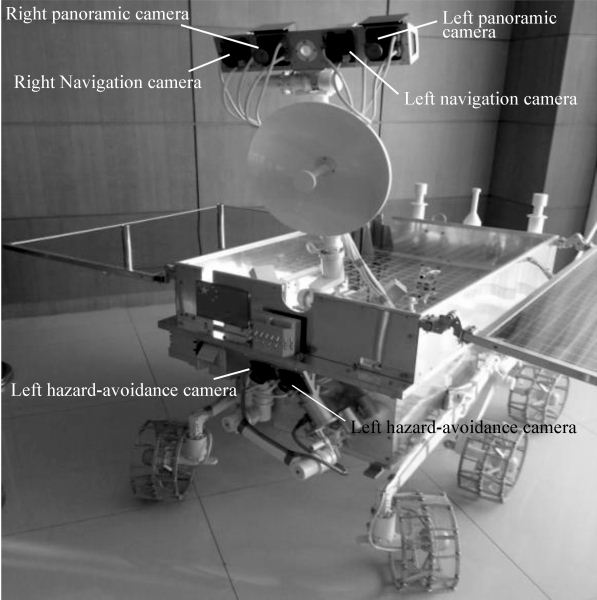 Right panoramic camera
Left panoramic
camera
Right Navigation camera
Left navigation camera
Left hazard-avoidance camera
Left hazard-avoidance camera